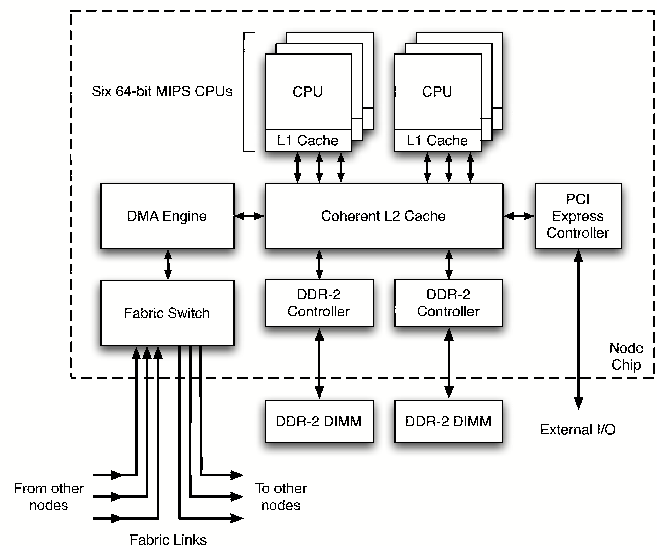 Six 64-bit MIPS CPUs
CPU
L1 Cache
CPU
L1 Cache
DMA Engine
Coherent L2 Cache
PCI
Express
Controller
Fabric Switch
DDR-2
Controller
DDR-2
Controller
Node
Chip
DDR-2 DIMM
DDR-2 DIMM
External I/O
From other
nodes
To other
nodes
Fabric Links